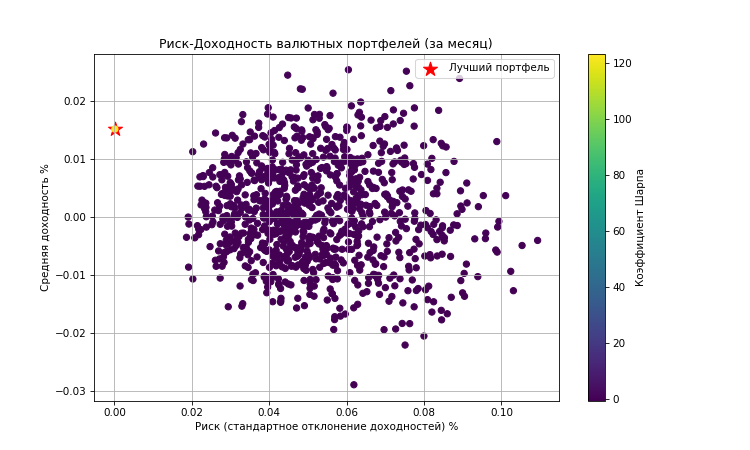 Риск-Доходность валютных портфелей (за месяц)
Лучший портфель
Средняя доходность %
0.02
0.01
0.00
−0.01
−0.02
−0.03
0.00 0.02 0.04 0.06 0.08 0.10
Риск (стандартное отклонение доходностей) %
120
100
80
60
40
20
0
Коэффициент Шарпа